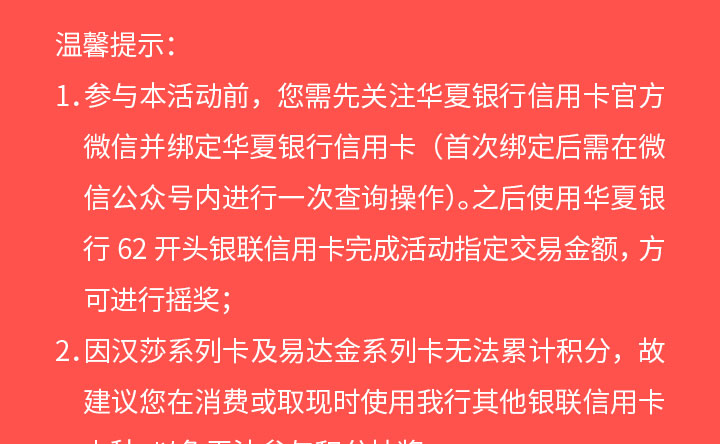 温馨提示：
1. 参与本活动前，您需先关注华夏银行信用卡官方
微信并绑定华夏银行信用卡（首次绑定后需在微
信公众号内进行一次查询操作）。之后使用华夏银
行 62 开头银联信用卡完成活动指定交易金额，方
可进行摇奖；
2. 因汉莎系列卡及易达金系列卡无法累计积分，故
建议您在消费或取现时使用我行其他银联信用卡